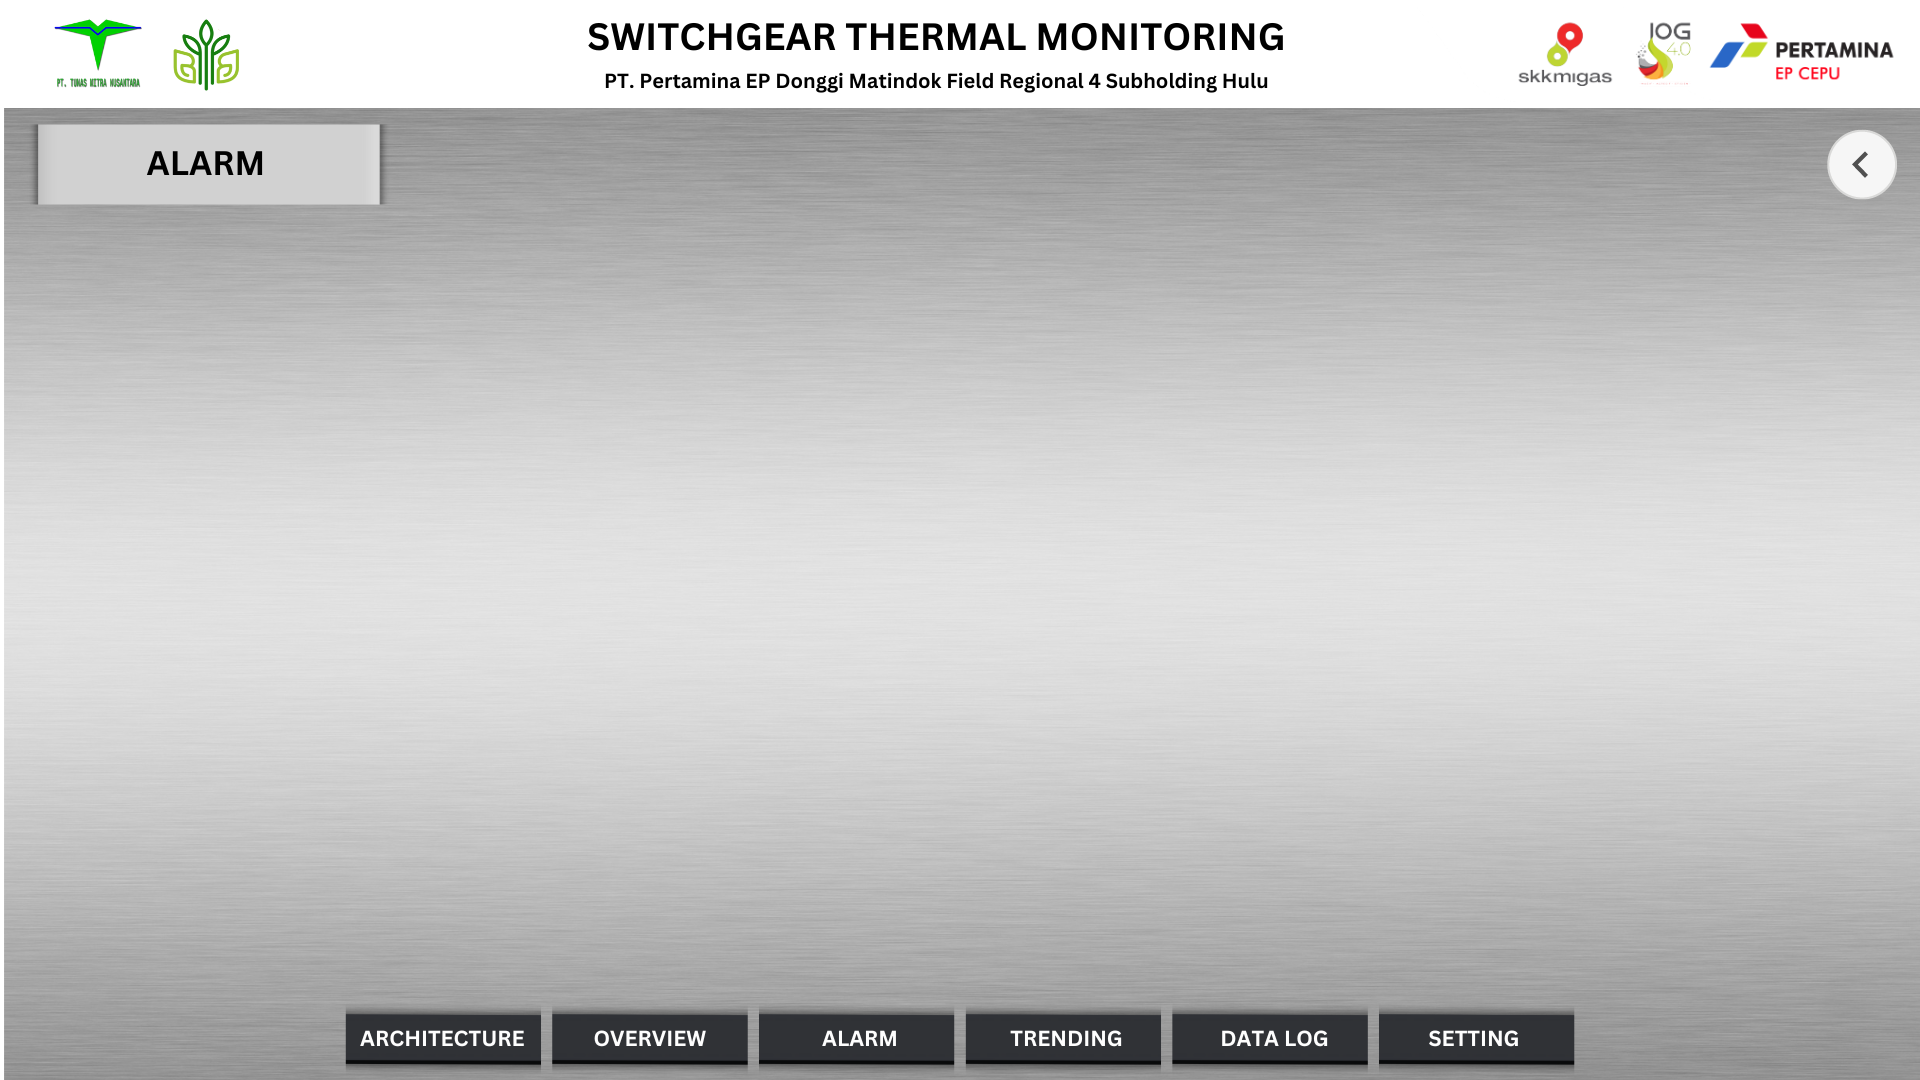 SWITCHGEAR THERMAL MONITORING
PT. Pertamina EP Donggi Matindok Field Regional 4 Subholding Hulu
PT. TUNAS MITRA NUSANTARA
skkmigas
IOG
4.0
PERTAMINA
EP CEPU
ALARM
ARCHITECTURE
OVERVIEW
ALARM
TRENDING
DATA LOG
SETTING